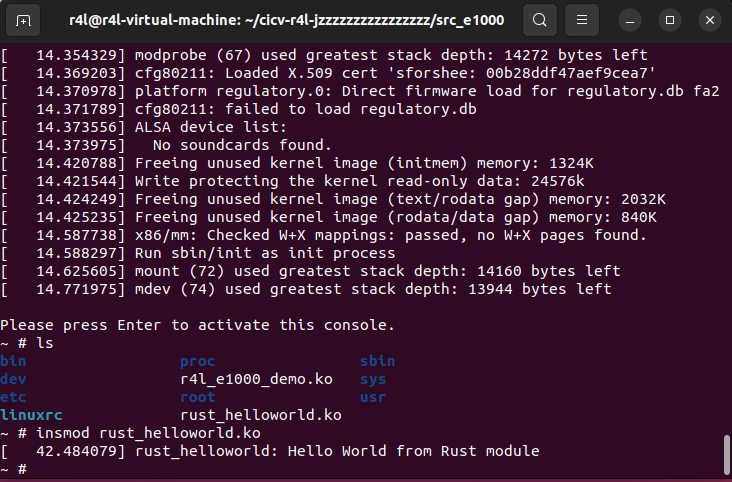 r4l@r4l-virtual-machine: ~/cicv-r4l-jzzzzzzzzzzzzzzzz/src_e1000
[   14.354329] modprobe (67) used greatest stack depth: 14272 bytes left
[   14.369203] cfg80211: Loaded X.509 cert 'sforshee: 00b28ddf47aef9cea7'
[   14.370978] platform regulatory.0: Direct firmware load for regulatory.db fa2
[   14.371789] cfg80211: failed to load regulatory.db
[   14.373556] ALSA device list:
[   14.373975]   No soundcards found.
[   14.420788] Freeing unused kernel image (initmem) memory: 1324K
[   14.421544] Write protecting the kernel read-only data: 24576k
[   14.424249] Freeing unused kernel image (text/rodata gap) memory: 2032K
[   14.425235] Freeing unused kernel image (rodata/data gap) memory: 840K
[   14.587738] x86/mm: Checked W+X mappings: passed, no W+X pages found.
[   14.588297] Run sbin/init as init process
[   14.625605] mount (72) used greatest stack depth: 14160 bytes left
[   14.771975] mdev (74) used greatest stack depth: 13944 bytes left
Please press Enter to activate this console.
~ # ls
bin                 proc                sbin
dev                 r4l_e1000_demo.ko   sys
etc                 root                usr
linuxrc             rust_helloworld.ko
~ # insmod rust_helloworld.ko
[   42.484079] rust_helloworld: Hello World from Rust module
~ #